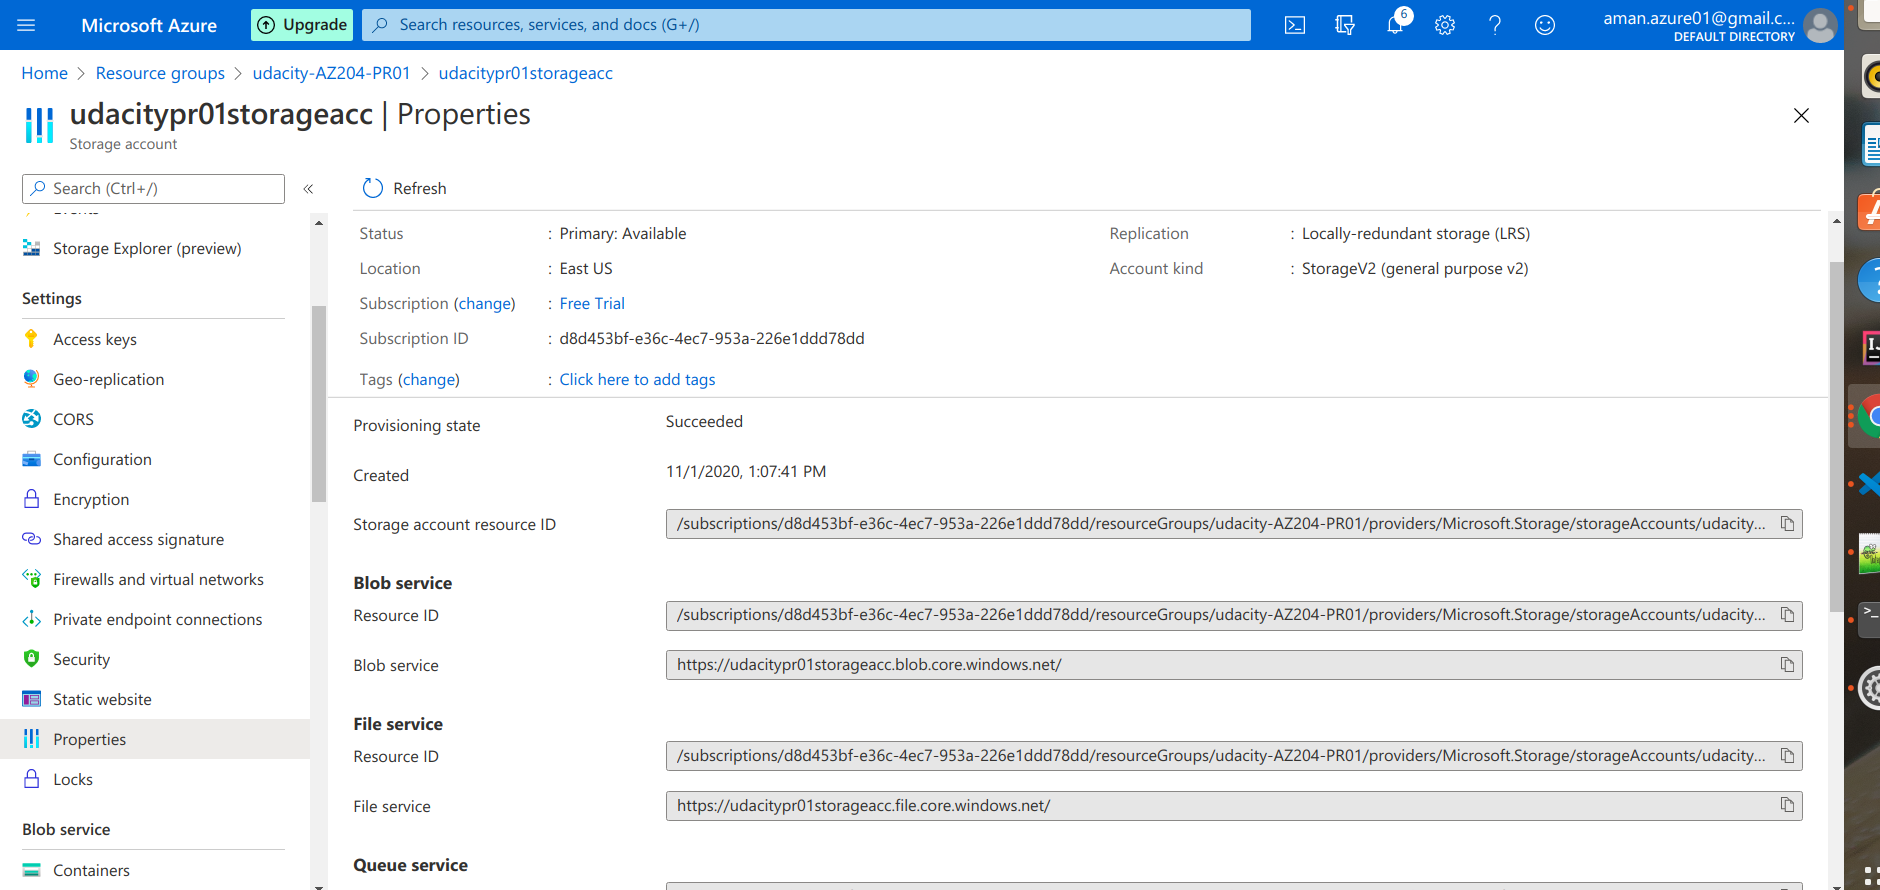 Microsoft Azure
Upgrade
Search resources, services, and docs (G+/)
6
aman.azure01@gmail.c...
DEFAULT DIRECTORY
Home > Resource groups > udacity-AZ204-PR01 > udacitypr01storageacc
udacitypr01storageacc | Properties
Storage account
Search (Ctrl+/)
«
Refresh
Events
Storage Explorer (preview)
Settings
Access keys
Geo-replication
CORS
Configuration
Encryption
Shared access signature
Firewalls and virtual networks
Private endpoint connections
Security
Static website
Properties
Locks
Blob service
Containers
Status : Primary: Available
Location : East US
Subscription (change) : Free Trial
Subscription ID : d8d453bf-e36c-4ec7-953a-226e1ddd78dd
Tags (change) : Click here to add tags
Replication : Locally-redundant storage (LRS)
Account kind : StorageV2 (general purpose v2)
Provisioning state Succeeded
Created 11/1/2020, 1:07:41 PM
Storage account resource ID /subscriptions/d8d453bf-e36c-4ec7-953a-226e1ddd78dd/resourceGroups/udacity-AZ204-PR01/providers/Microsoft.Storage/storageAccounts/udacity...
Blob service
Resource ID /subscriptions/d8d453bf-e36c-4ec7-953a-226e1ddd78dd/resourceGroups/udacity-AZ204-PR01/providers/Microsoft.Storage/storageAccounts/udacity...
Blob service https://udacitypr01storageacc.blob.core.windows.net/
File service
Resource ID /subscriptions/d8d453bf-e36c-4ec7-953a-226e1ddd78dd/resourceGroups/udacity-AZ204-PR01/providers/Microsoft.Storage/storageAccounts/udacity...
File service https://udacitypr01storageacc.file.core.windows.net/
Queue service